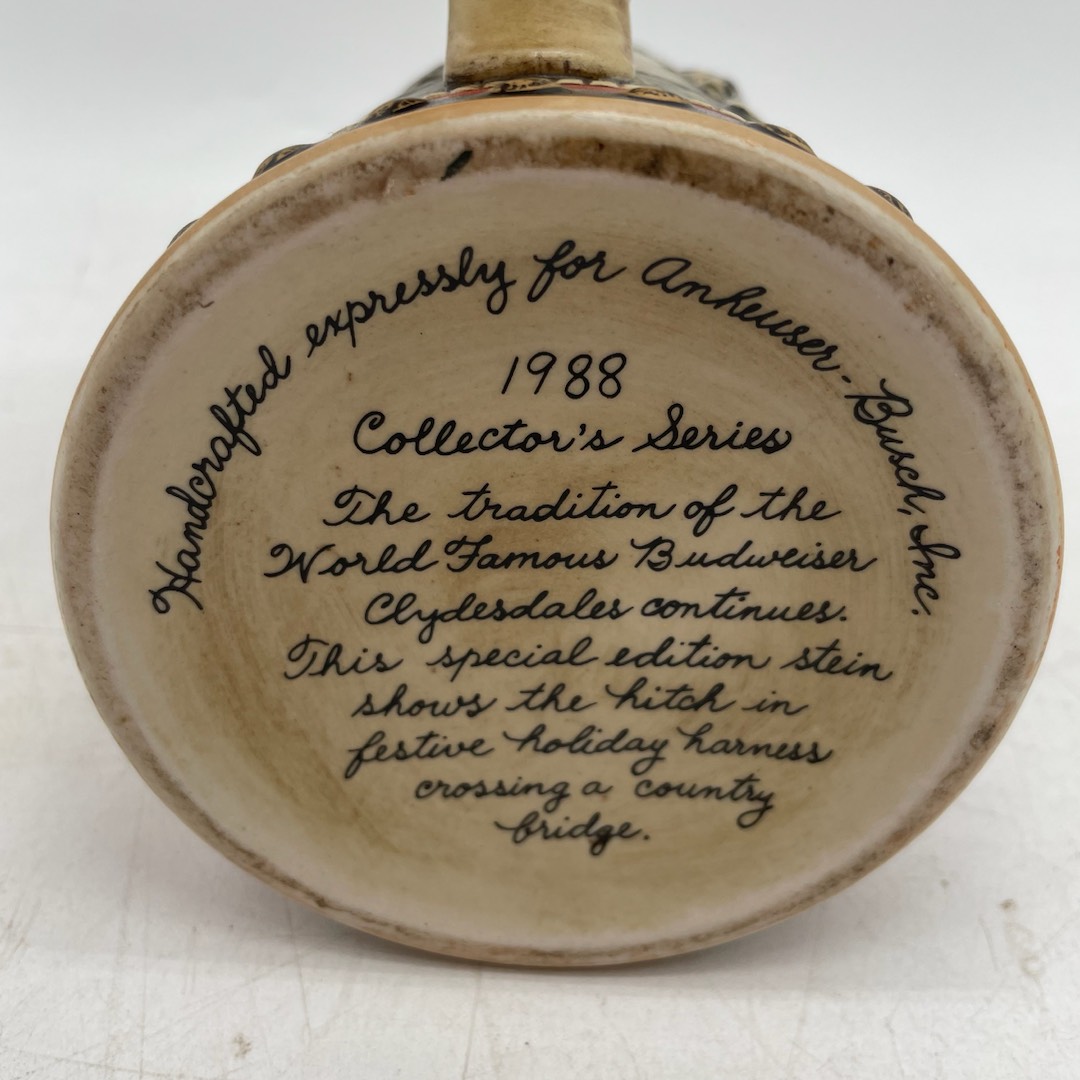 Handcrafted expressly for Anheuser-Busch, Inc.
1988
Collector's Series
The tradition of the
World Famous Budweiser
Clydesdales continues.
This special edition stein
shows the hitch in
festive holiday harness
crossing a country
bridge.